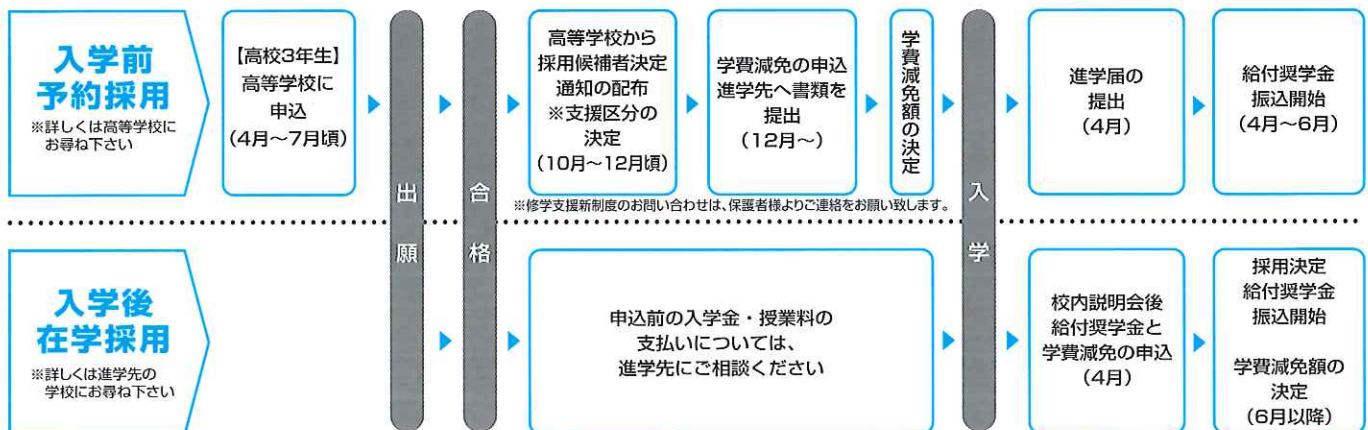 入学前
予約採用
※詳しくは高等学校に
お尋ね下さい
【高校3年生】
高等学校に
申込
(4月〜7月頃)
出願
合格
高等学校から
採用候補者決定
通知の配布
※支援区分の
決定
(10月〜12月頃)
学費減免の申込
進学先へ書類を
提出
(12月〜)
学費減免額の決定
※修学支援新制度のお問い合わせは、保護者様よりご連絡をお願い致します。
入学
進学届の
提出
(4月)
給付奨学金
振込開始
(4月〜6月)
入学後
在学採用
※詳しくは進学先の
学校にお尋ね下さい
申込前の入学金・授業料の
支払いについては、
進学先にご相談ください
校内説明会後
給付奨学金と
学費減免の申込
(4月)
採用決定
給付奨学金
振込開始
学費減免額の
決定
(6月以降)